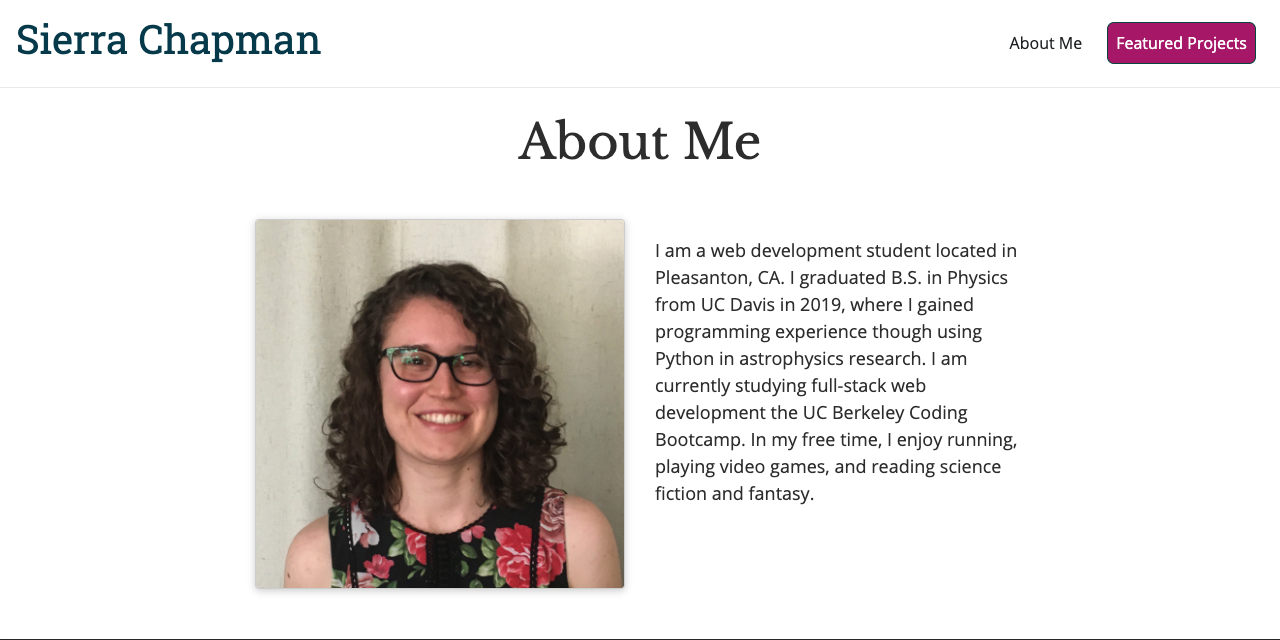 Sierra Chapman
About Me
Featured Projects
About Me
I am a web development student located in
Pleasanton, CA. I graduated B.S. in Physics
from UC Davis in 2019, where I gained
programming experience though using
Python in astrophysics research. I am
currently studying full-stack web
development the UC Berkeley Coding
Bootcamp. In my free time, I enjoy running,
playing video games, and reading science
fiction and fantasy.